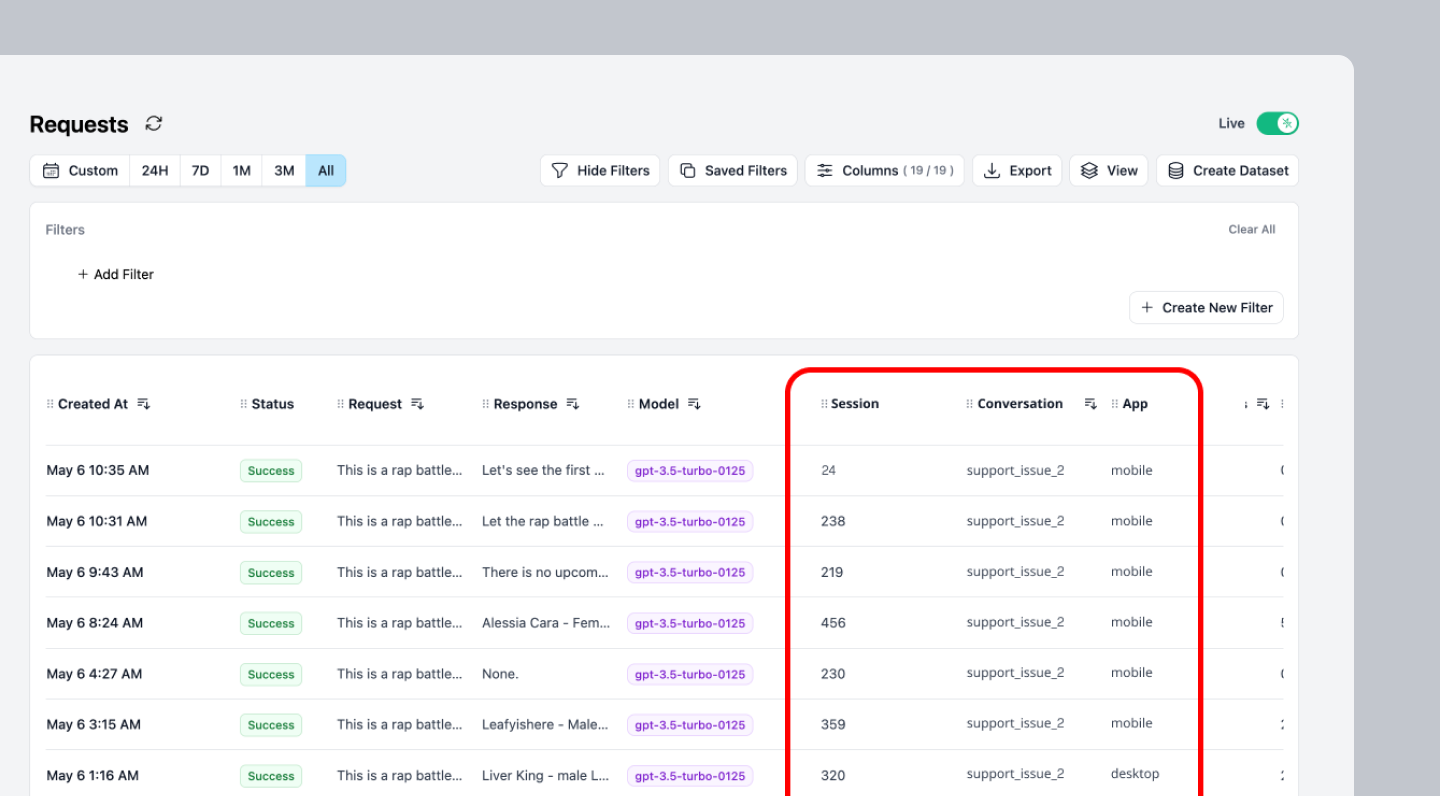 Requests
Live
Custom 24H 7D 1M 3M All
Hide Filters Saved Filters Columns ( 19 / 19 ) Export View Create Dataset
Filters Clear All
+ Add Filter
+ Create New Filter
Created At Status Request Response Model Session Conversation App
May 6 10:35 AM Success This is a rap battle... Let's see the first ... gpt-3.5-turbo-0125 24 support_issue_2 mobile
May 6 10:31 AM Success This is a rap battle... Let the rap battle ... gpt-3.5-turbo-0125 238 support_issue_2 mobile
May 6 9:43 AM Success This is a rap battle... There is no upcom... gpt-3.5-turbo-0125 219 support_issue_2 mobile
May 6 8:24 AM Success This is a rap battle... Alessia Cara - Fem... gpt-3.5-turbo-0125 456 support_issue_2 mobile
May 6 4:27 AM Success This is a rap battle... None. gpt-3.5-turbo-0125 230 support_issue_2 mobile
May 6 3:15 AM Success This is a rap battle... Leafyishere - Male... gpt-3.5-turbo-0125 359 support_issue_2 mobile
May 6 1:16 AM Success This is a rap battle... Liver King - male L... gpt-3.5-turbo-0125 320 support_issue_2 desktop